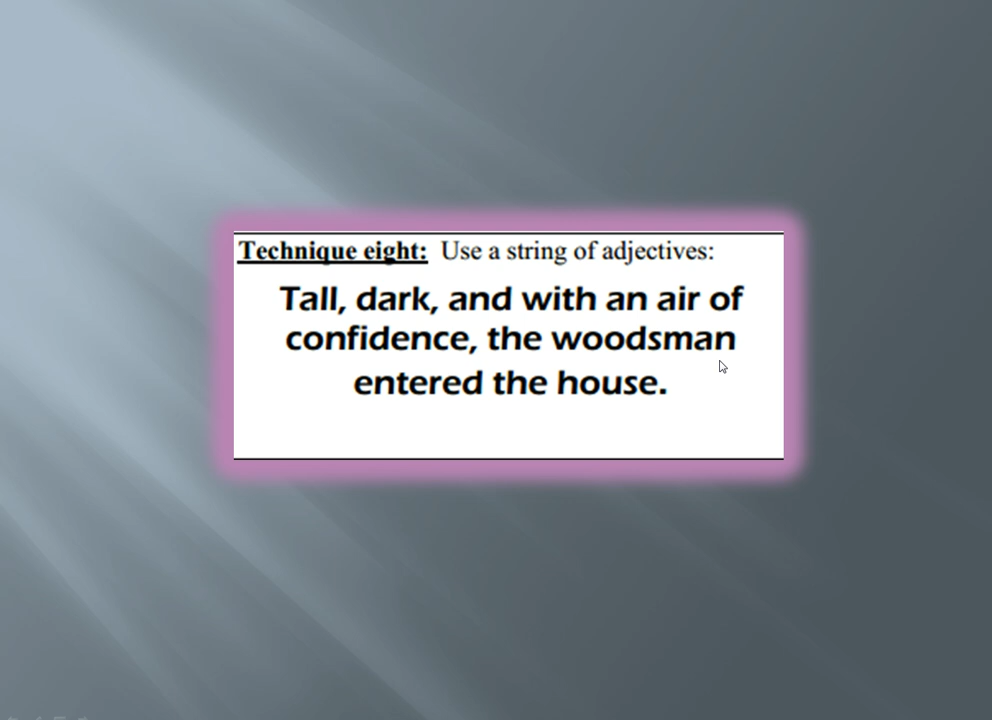 Technique eight: Use a string of adjectives:
Tall, dark, and with an air of
confidence, the woodsman
entered the house.